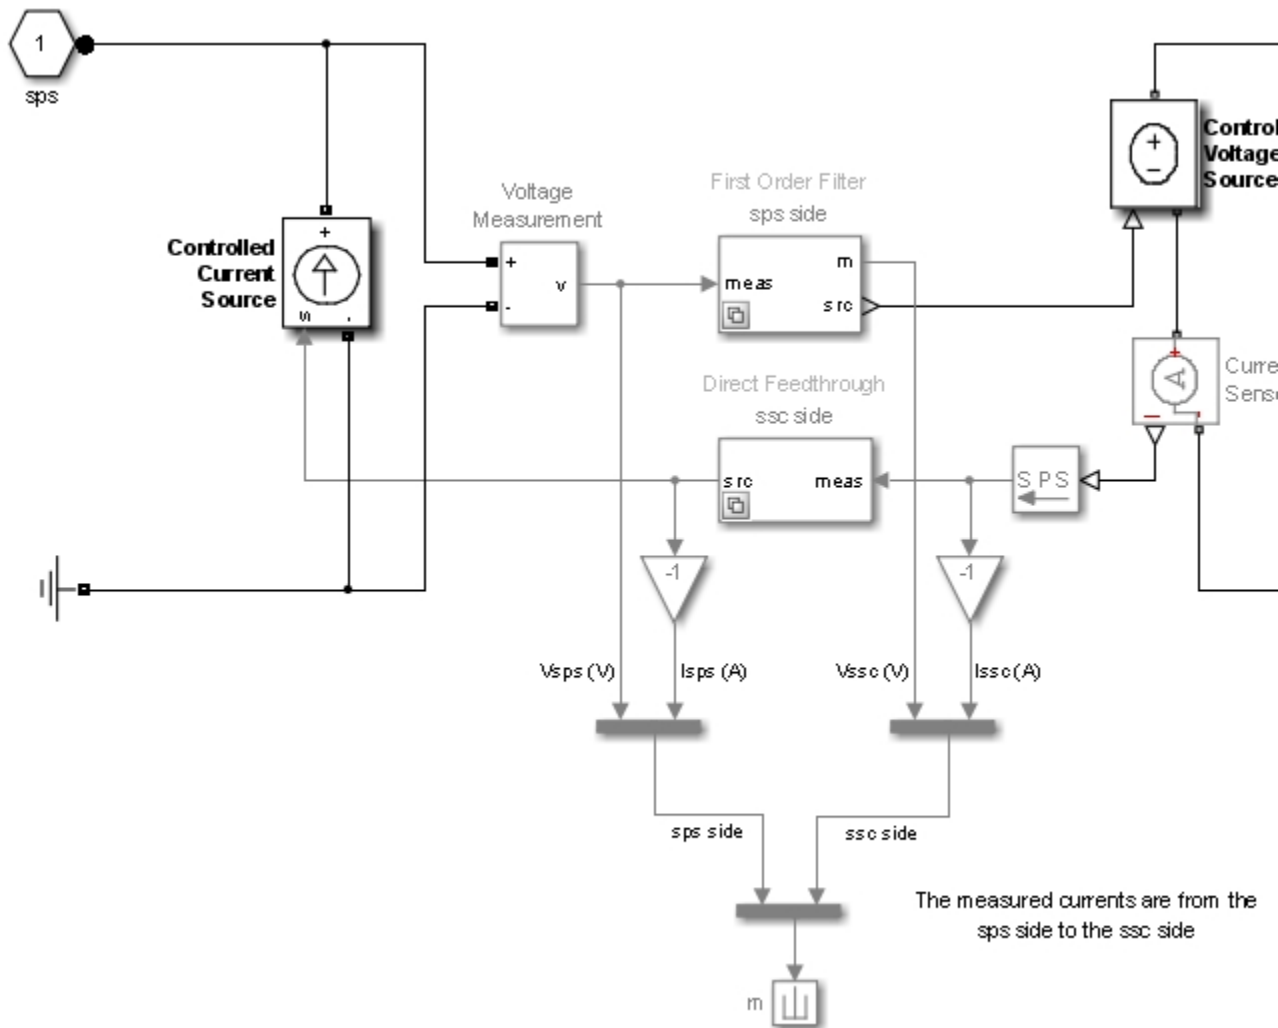 1
sps
Controlled
Current
Source
+
S
-
Voltage
Measurement
+
-
v
First Order Filter
sps side
meas
m
src
Control
Voltage
Source
+
−
Direct Feedthrough
ssc side
src
meas
SPS
A
+
−
-
Curre
Sens
-1
-1
Vsps (V)
Isps (A)
Vssc (V)
Issc (A)
sps side
ssc side
The measured currents are from the
sps side to the ssc side
m